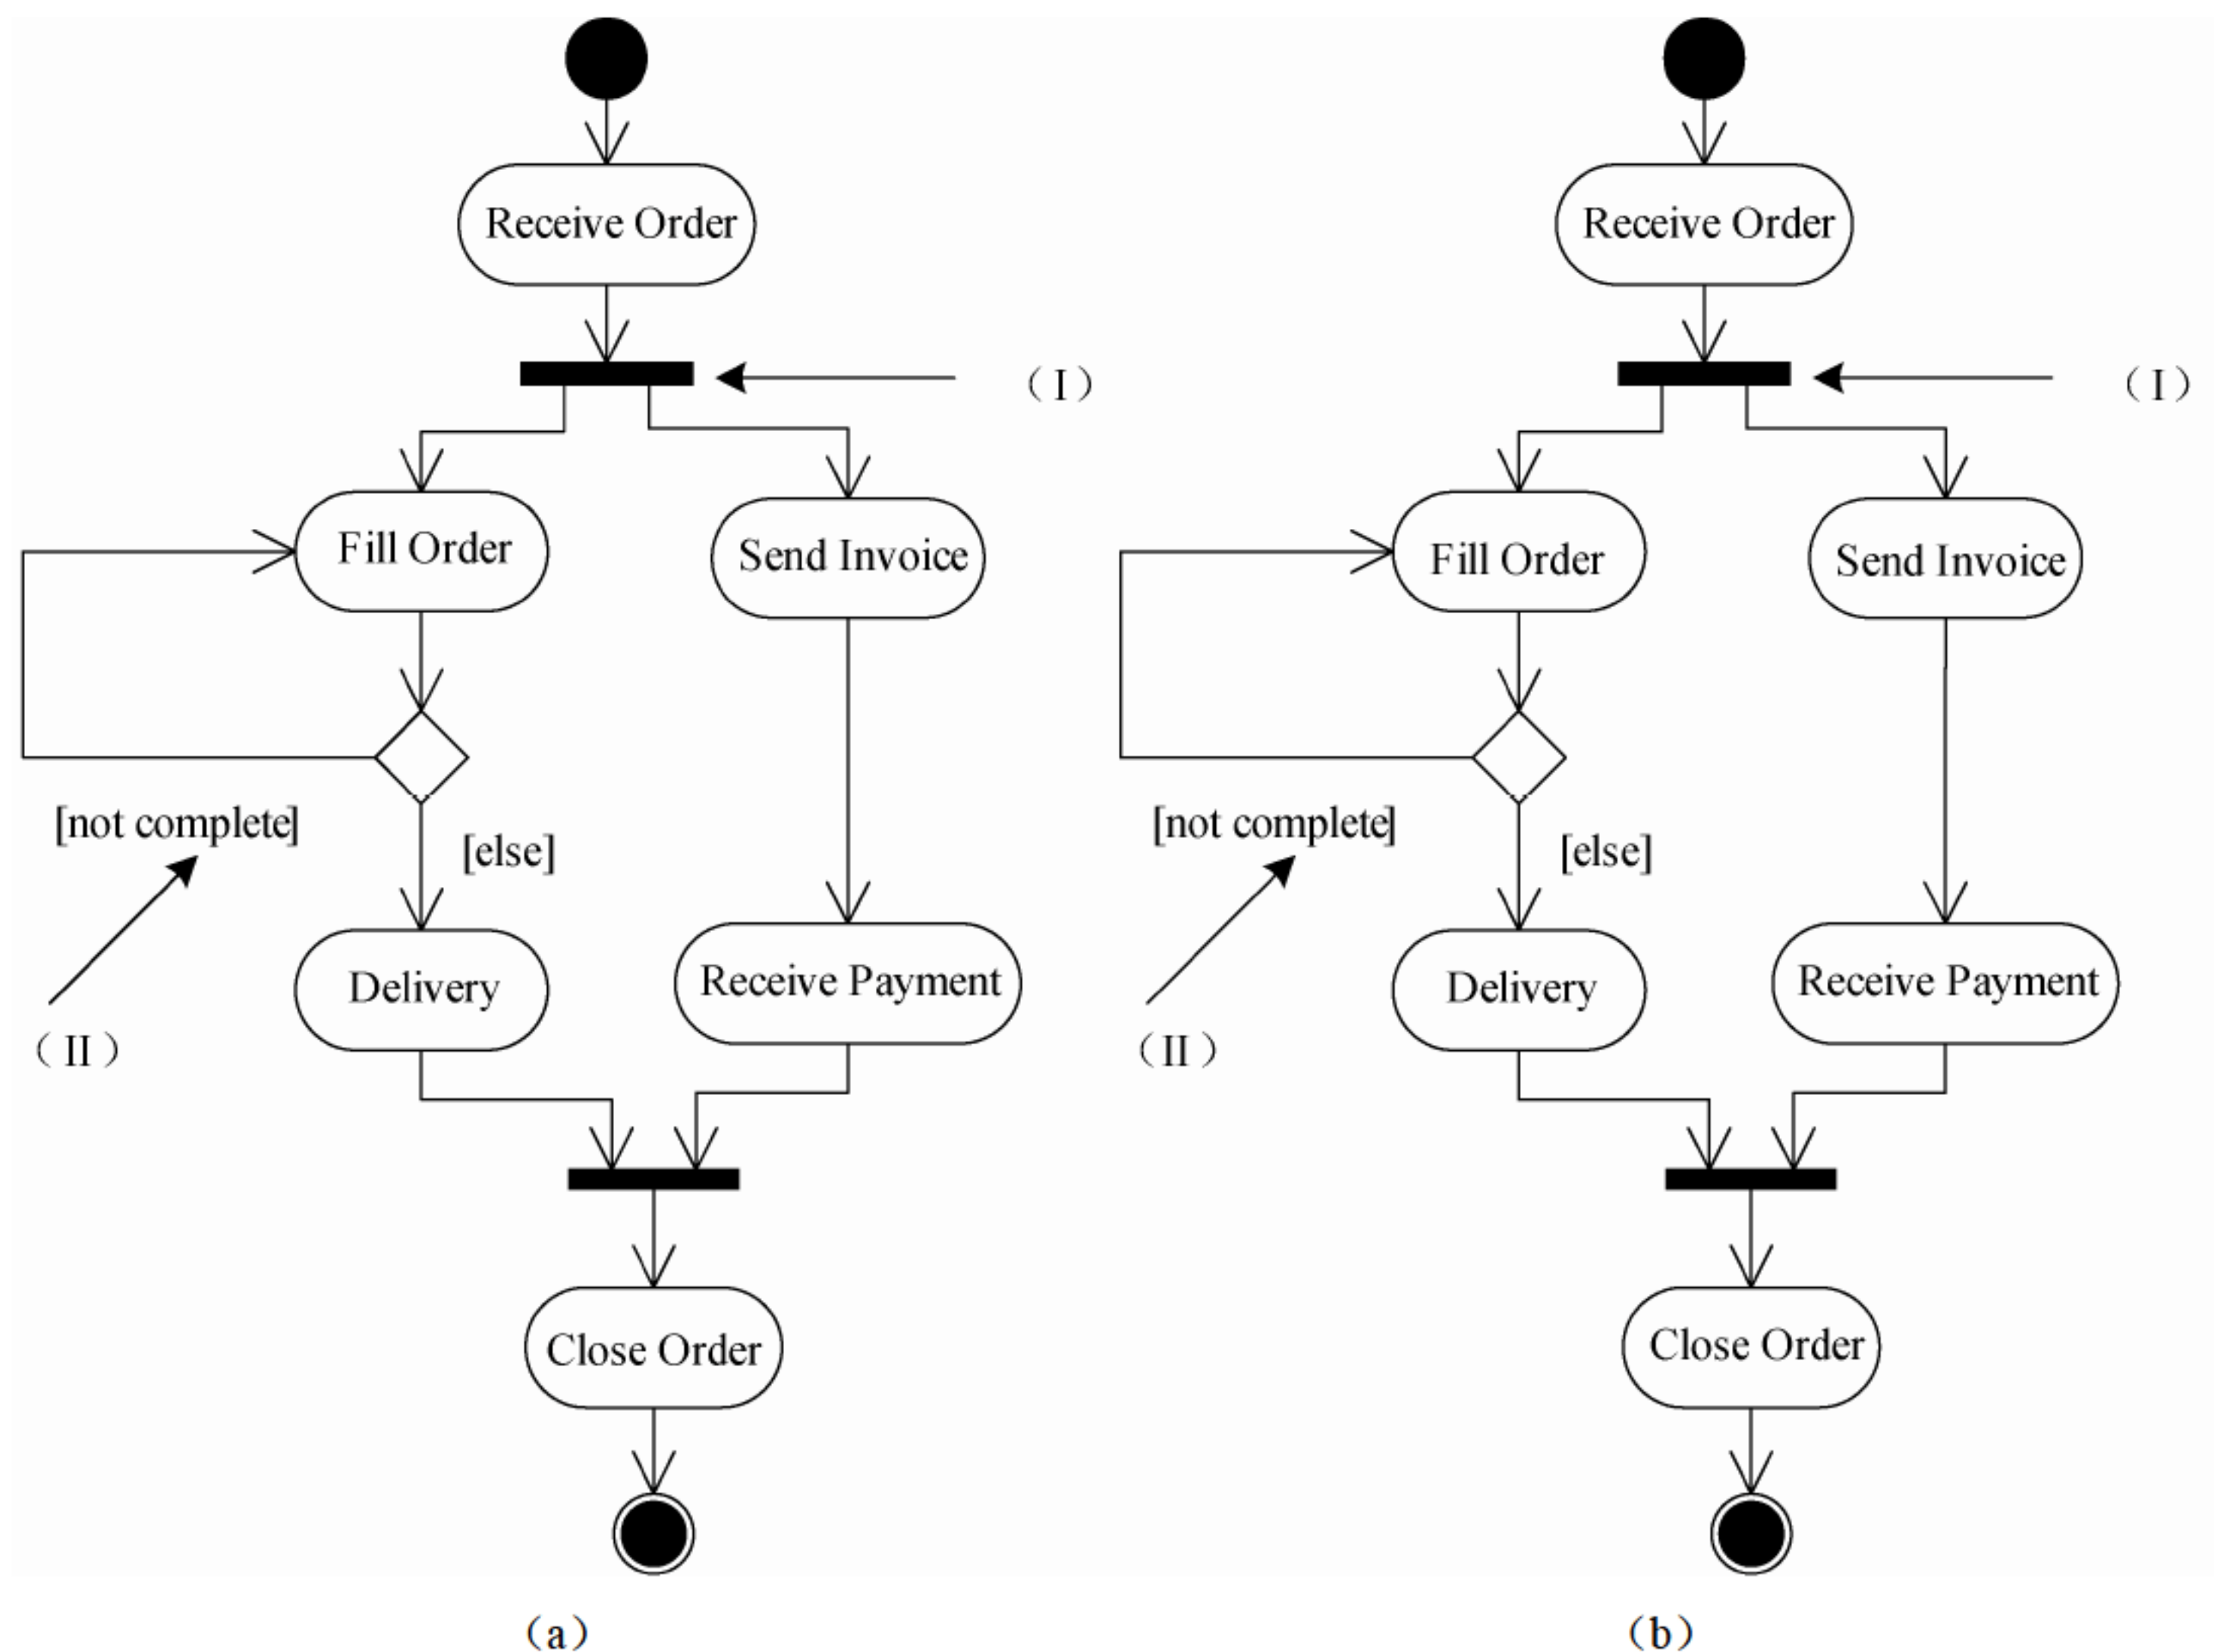 Receive Order
（I）
Fill Order
Send Invoice
[not complete]
[else]
（II）
Delivery
Receive Payment
Close Order
（a）
Receive Order
（I）
Fill Order
Send Invoice
[not complete]
[else]
（II）
Delivery
Receive Payment
Close Order
（b）